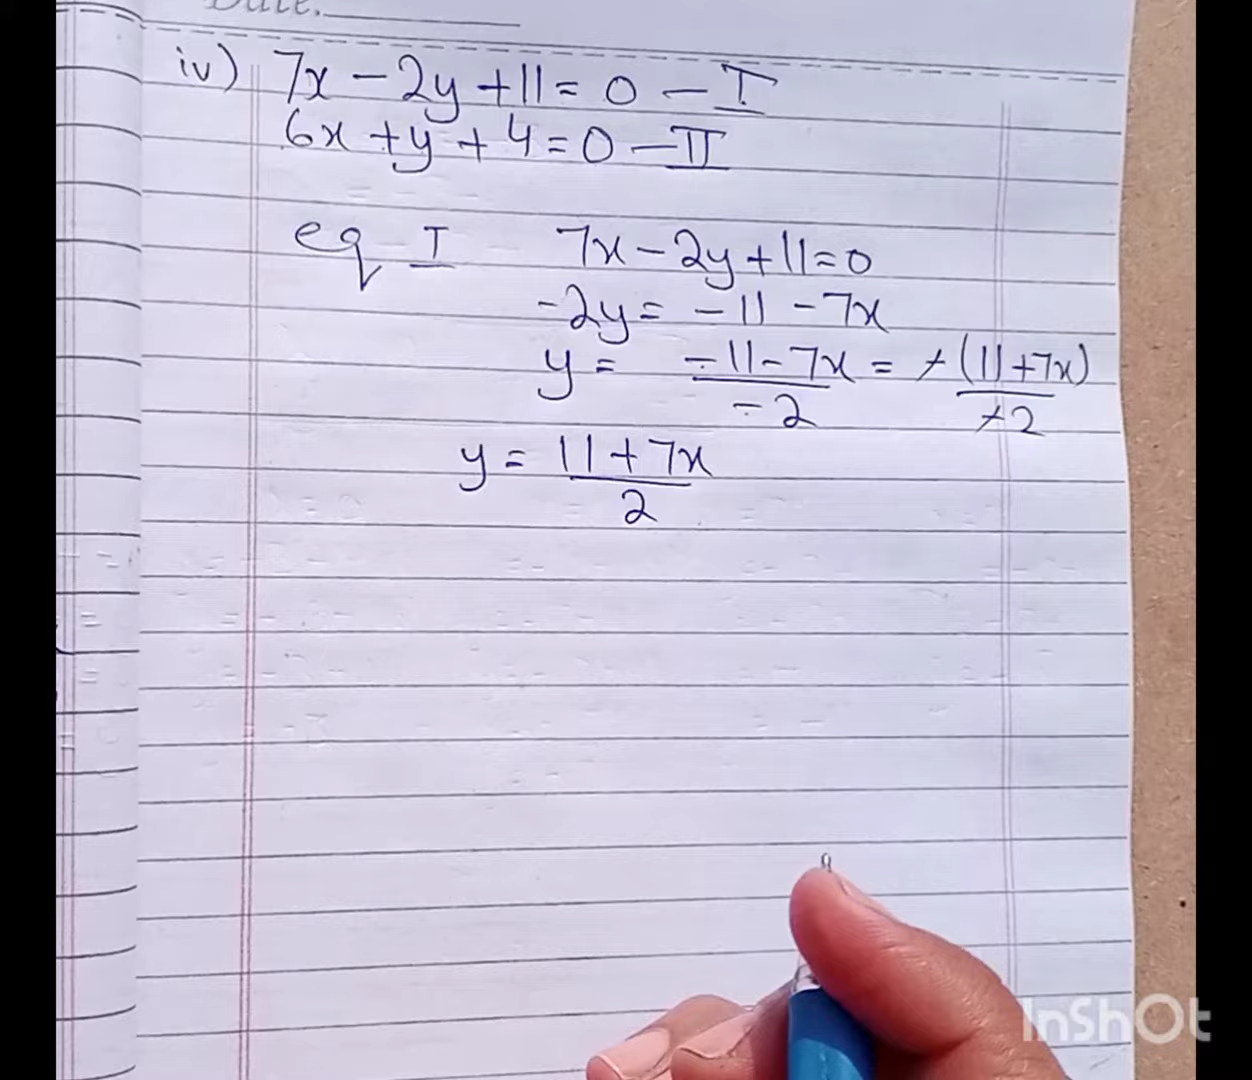 Date.
iv) 7x - 2y + 11 = 0 - I
6x + y + 4 = 0 - II
eq I 7x - 2y + 11 = 0
-2y = -11 - 7x
y = -11 - 7x / -2 = -(11 + 7x) / -2
y = 11 + 7x / 2
InShOt